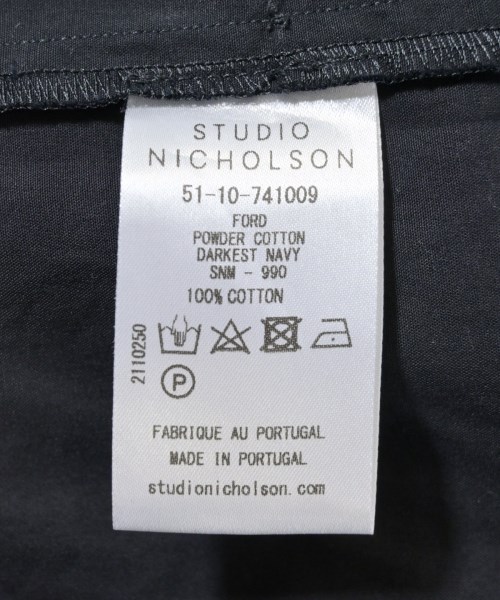 STUDIO
NICHOLSON
51-10-741009
FORD
POWDER COTTON
DARKEST NAVY
SNM - 990
100% COTTON
2110250
P
FABRIQUE AU PORTUGAL
MADE IN PORTUGAL
studionicholson.com